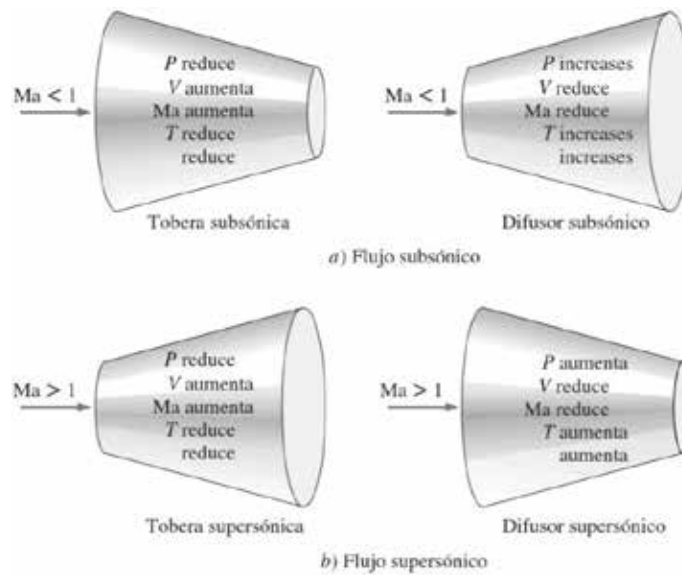 Ma < 1
P reduce
V aumenta
Ma aumenta
T reduce
reduce
Tobera subsónica
Ma < 1
P increases
V reduce
Ma reduce
T increases
increases
Difusor subsónico
a) Flujo subsónico
Ma > 1
P reduce
V aumenta
Ma aumenta
T reduce
reduce
Tobera supersónica
Ma > 1
P aumenta
V reduce
Ma reduce
T aumenta
aumenta
Difusor supersónico
b) Flujo supersónico